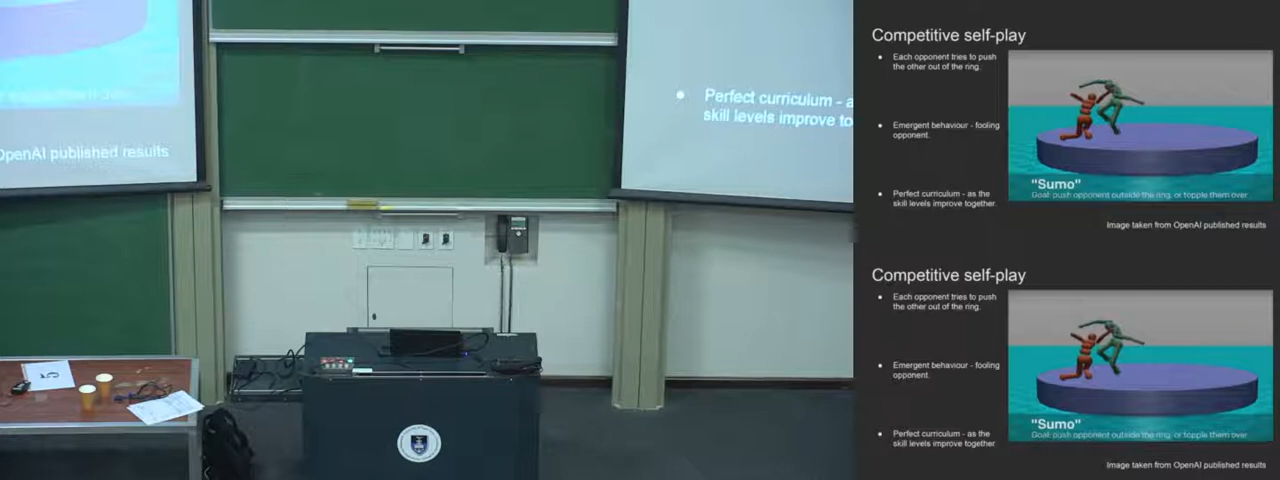 OpenAI published results
Perfect curriculum - a
skill levels improve to
5
Competitive self-play
Each opponent tries to push
the other out of the ring.
Emergent behaviour - fooling
opponent.
Perfect curriculum - as the
skill levels improve together.
"Sumo"
Goal: push opponent outside the ring, or topple them over
Image taken from OpenAI published results
Competitive self-play
Each opponent tries to push
the other out of the ring.
Emergent behaviour - fooling
opponent.
Perfect curriculum - as the
skill levels improve together
"Sumo"
Goal: push opponent outside the ring, or topple them over
Image taken from OpenAI published results